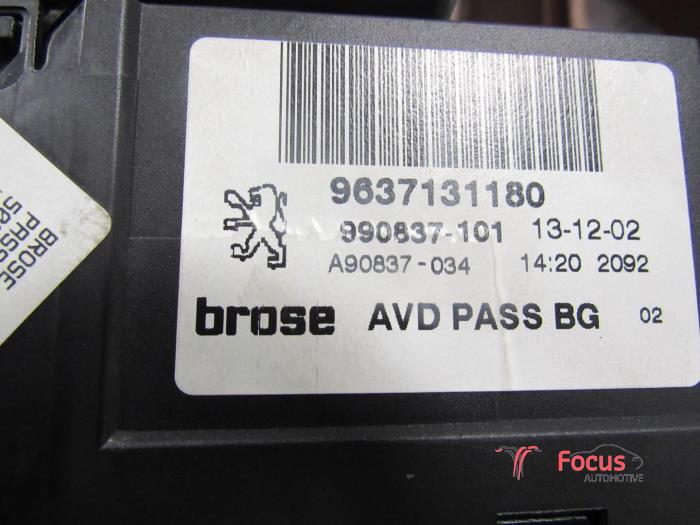 9637131180
990837-101 13-12-02
A90837-034 14:20 2092
brose AVD PASS BG 02
BROSE
Focus
AUTOMOTIVE